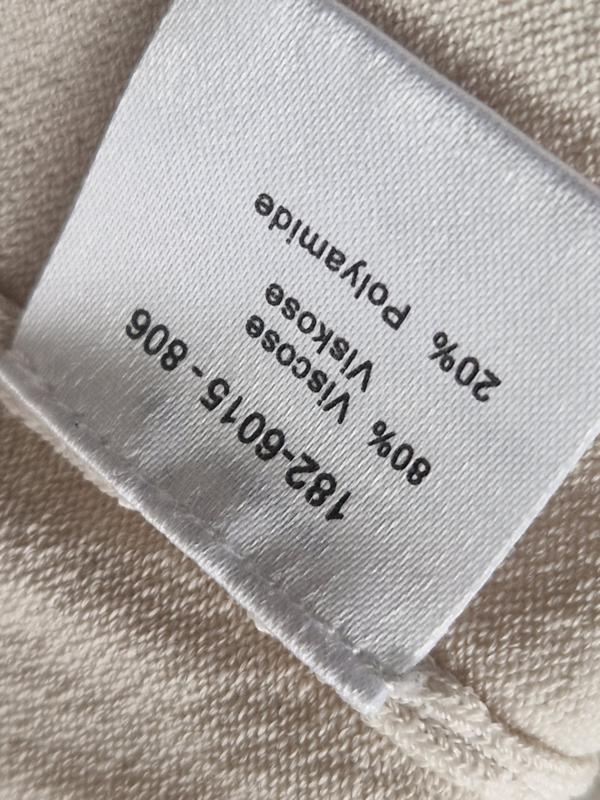 182-6015-806
80% Viscose
Viskose
20% Polyamide